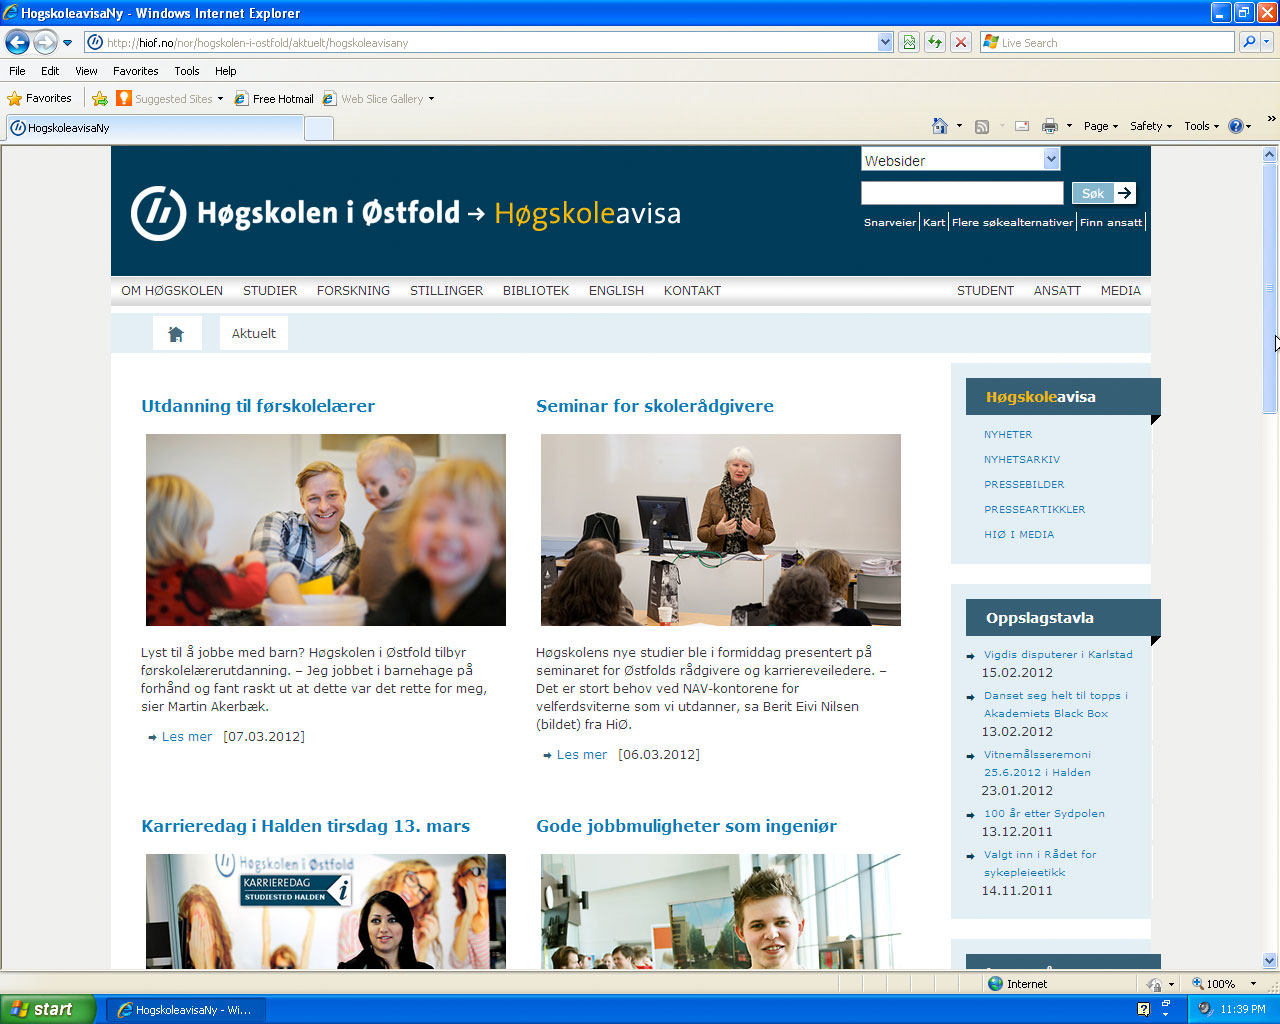 HogskoleavisaNy - Windows Internet Explorer
http://hiof.no/nor/hogskolen-i-ostfold/aktuelt/hogskoleavisany
Live Search
File Edit View Favorites Tools Help
Favorites Suggested Sites Free Hotmail Web Slice Gallery
HogskoleavisaNy
Page Safety Tools
Websider
Høgskolen i Østfold → Høgskoleavisa
Søk
Snarveier Kart Flere søkealternativer Finn ansatt
OM HØGSKOLEN STUDIER FORSKNING STILLINGER BIBLIOTEK ENGLISH KONTAKT STUDENT ANSATT MEDIA
Aktuelt
Utdanning til førskolelærer
Lyst til å jobbe med barn? Høgskolen i Østfold tilbyr
førskolelærerutdanning. – Jeg jobbet i barnehage på
forhånd og fant raskt ut at dette var det rette for meg,
sier Martin Akerbæk.
Les mer [07.03.2012]
Seminar for skolerådgivere
Høgskolens nye studier ble i formiddag presentert på
seminaret for Østfolds rådgivere og karriereveiledere. –
Det er stort behov ved NAV-kontorene for
velferdsviterne som vi utdanner, sa Berit Eivi Nilsen
(bildet) fra HiØ.
Les mer [06.03.2012]
Karrieredag i Halden tirsdag 13. mars
Høgskolen i Østfold
KARRIEREDAG
STUDIESTED HALDEN
i
Gode jobbmuligheter som ingeniør
Høgskoleavisa
NYHETER
NYHETSARKIV
PRESSEBILDER
PRESSEARTIKKLER
HIØ I MEDIA
Oppslagstavla
Vigdis disputerer i Karlstad
15.02.2012
Danset seg helt til topps i
Akademiets Black Box
13.02.2012
Vitnemålsseremoni
25.6.2012 i Halden
23.01.2012
100 år etter Sydpolen
13.12.2011
Valgt inn i Rådet for
sykepleieetikk
14.11.2011
Internet
100%
start
HogskoleavisaNy - Wi...
11:39 PM